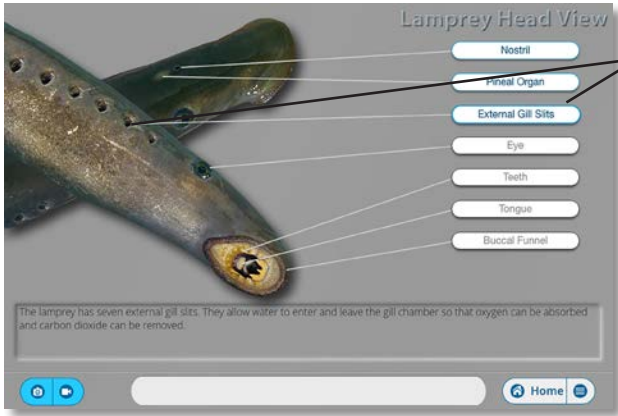 Lamprey Head View
Nostril
Pineal Organ
External Gill Slits
Eye
Teeth
Tongue
Buccal Funnel
The lamprey has seven external gill slits. They allow water to enter and leave the gill chamber so that oxygen can be absorbed
and carbon dioxide can be removed.
Home